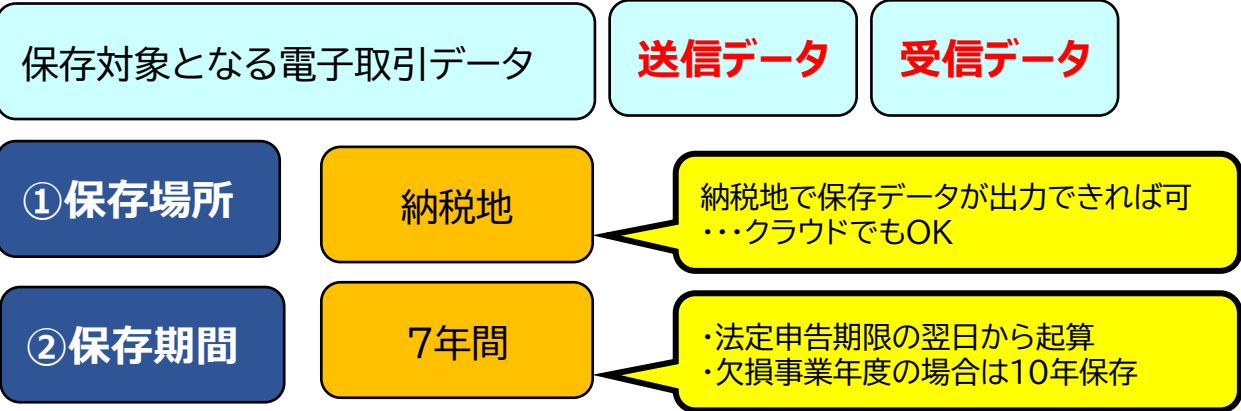 保存対象となる電子取引データ
送信データ
受信データ
①保存場所
納税地
納税地で保存データが出力できれば可
･･･クラウドでもOK
②保存期間
7年間
･法定申告期限の翌日から起算
･欠損事業年度の場合は10年保存